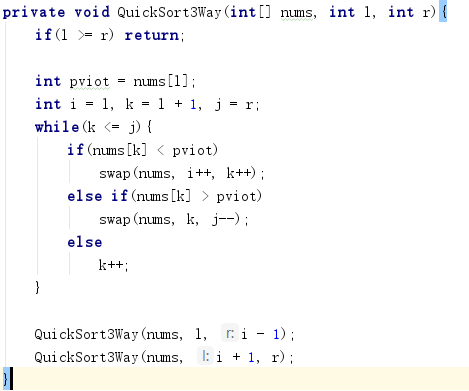 private void QuickSort3Way(int[] nums, int l, int r){
if(l >= r) return;
int pviot = nums[l];
int i = l, k = l + 1, j = r;
while(k <= j){
if(nums[k] < pviot)
swap(nums, i++, k++);
else if(nums[k] > pviot)
swap(nums, k, j--);
else
k++;
}
QuickSort3Way(nums, l, r: i - 1);
QuickSort3Way(nums, l: i + 1, r);
}